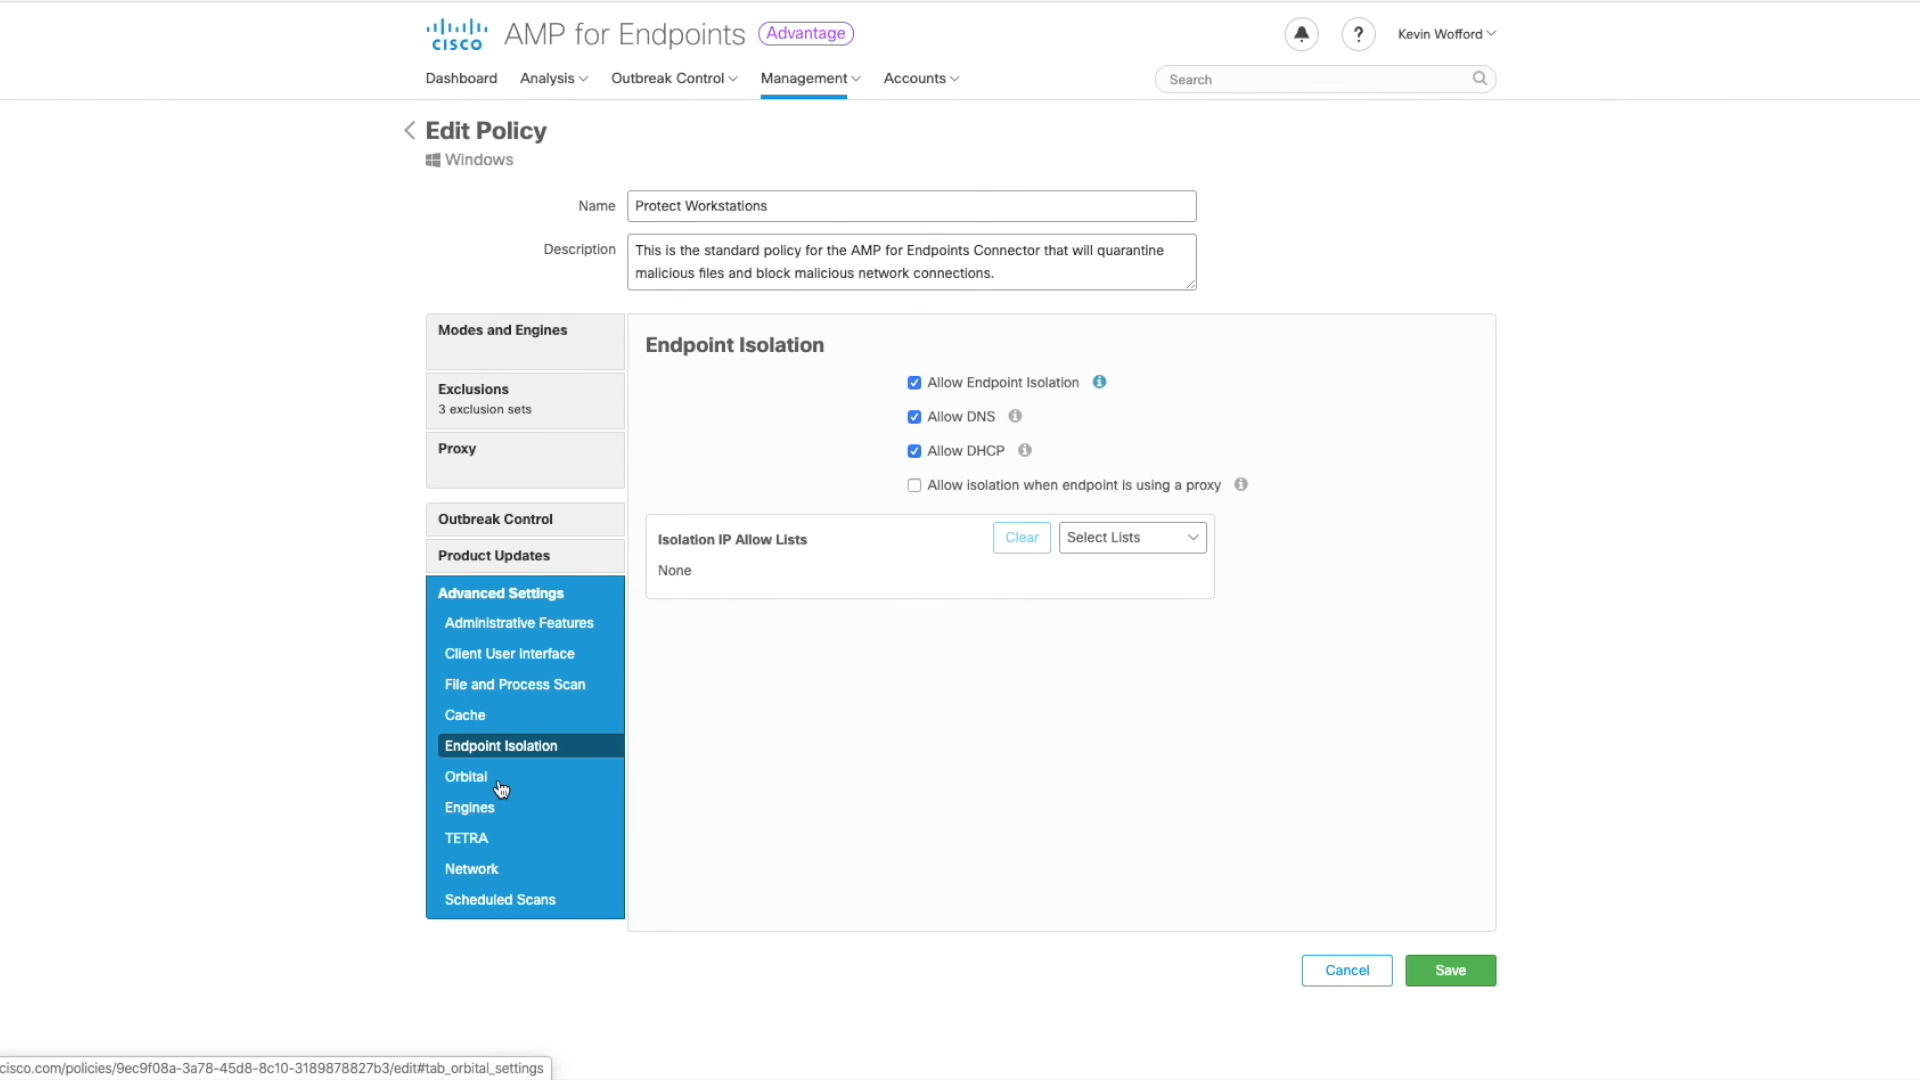 CISCO
AMP for Endpoints Advantage
? Kevin Wofford
Dashboard Analysis Outbreak Control Management Accounts Search
Edit Policy
Windows
Name Protect Workstations
Description This is the standard policy for the AMP for Endpoints Connector that will quarantine
malicious files and block malicious network connections.
Modes and Engines
Exclusions
3 exclusion sets
Proxy
Outbreak Control
Product Updates
Advanced Settings
Administrative Features
Client User Interface
File and Process Scan
Cache
Endpoint Isolation
Orbital
Engines
TETRA
Network
Scheduled Scans
Endpoint Isolation
Allow Endpoint Isolation
Allow DNS
Allow DHCP
Allow isolation when endpoint is using a proxy
Isolation IP Allow Lists Clear Select Lists
None
Cancel Save
cisco.com/policies/9ec9f08a-3a78-45d8-8c10-3189878827b3/edit#tab_orbital_settings